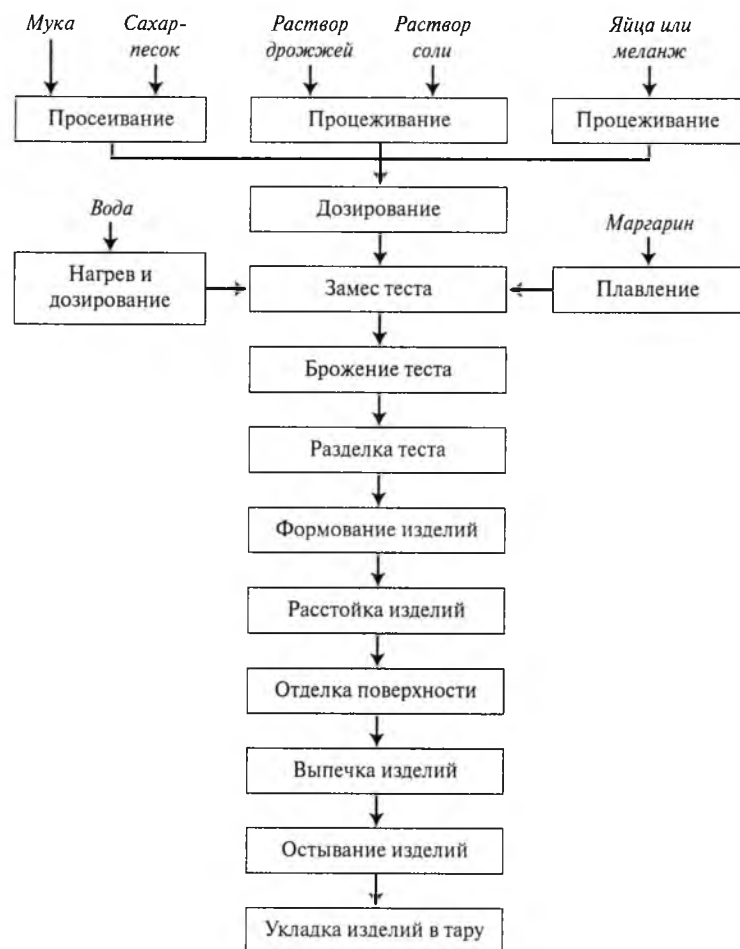 Мука
Сахар-
песок
Раствор
дрожжей
Раствор
соли
Яйца или
меланж
Просеивание
Процеживание
Процеживание
Дозирование
Вода
Маргарин
Нагрев и
дозирование
Замес теста
Плавление
Брожение теста
Разделка теста
Формование изделий
Расстойка изделий
Отделка поверхности
Выпечка изделий
Остывание изделий
Укладка изделий в тару